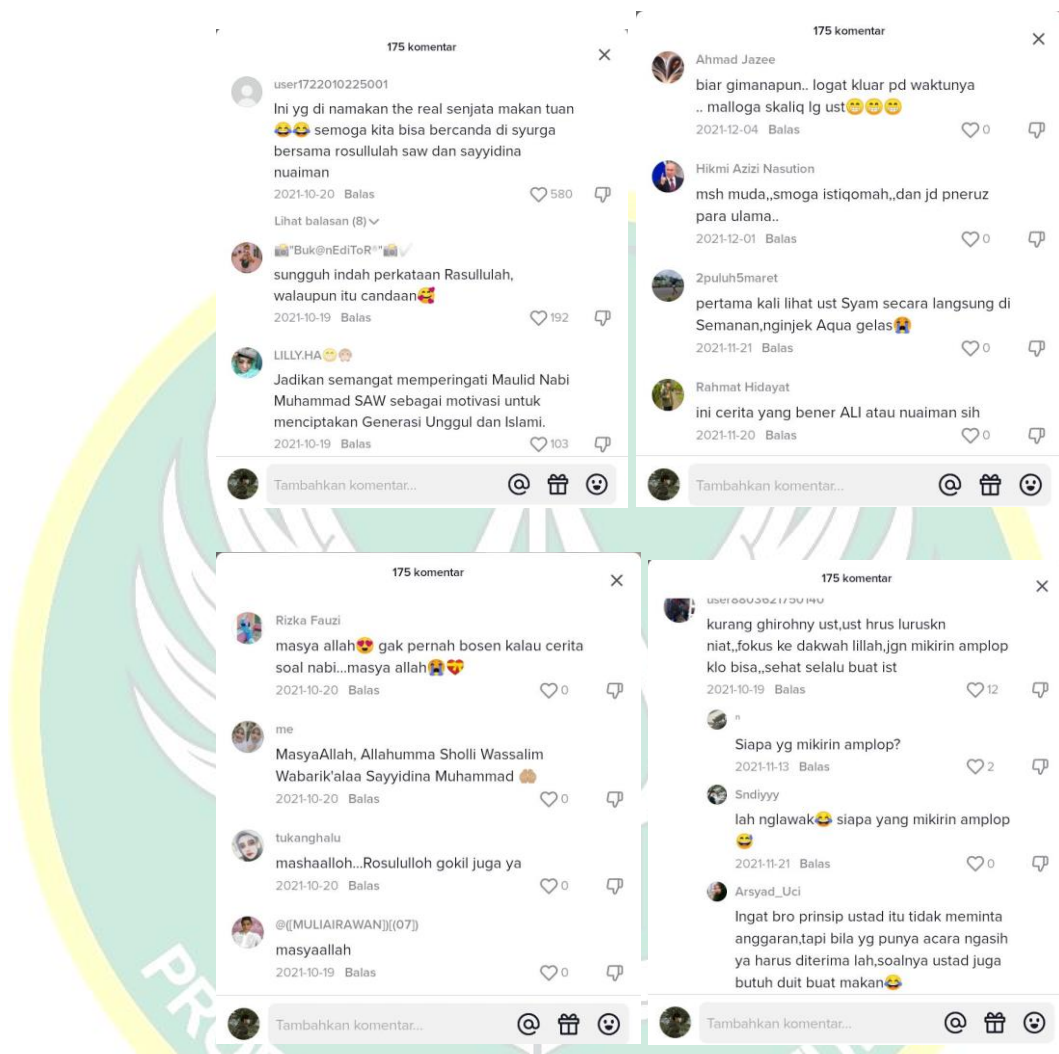 175 komentar
user1722010225001
Ini yg di namakan the real senjata makan tuan
😂😂 semoga kita bisa bercanda di syurga
bersama rosullulah saw dan sayyidina
nuaiman
2021-10-20 Balas 580
Lihat balasan (8)
📸"Buk@nEdiToR®"📸✓
sungguh indah perkataan Rasullulah,
walaupun itu candaan🥰
2021-10-19 Balas 192
LILLY.HA
Jadikan semangat memperingati Maulid Nabi
Muhammad SAW sebagai motivasi untuk
menciptakan Generasi Unggul dan Islami.
2021-10-19 Balas 103
Tambahkan komentar...
175 komentar
Ahmad Jazee
biar gimanapun.. logat kluar pd waktunya
.. malloga skaliq lg ust😁😁😁
2021-12-04 Balas 0
Hikmi Azizi Nasution
msh muda,,smoga istiqomah,,dan jd pneruz
para ulama..
2021-12-01 Balas 0
2puluh5maret
pertama kali lihat ust Syam secara langsung di
Semanan,nginjek Aqua gelas😭
2021-11-21 Balas 0
Rahmat Hidayat
ini cerita yang bener ALI atau nuaiman sih
2021-11-20 Balas 0
Tambahkan komentar...
175 komentar
Rizka Fauzi
masya allah😍 gak pernah bosen kalau cerita
soal nabi...masya allah😭💝
2021-10-20 Balas 0
me
MasyaAllah, Allahumma Sholli Wassalim
Wabarik'alaa Sayyidina Muhammad 🤲🏼
2021-10-20 Balas 0
tukanghalu
mashaalloh...Rosululloh gokil juga ya
2021-10-20 Balas 0
@([MULIAIRAWAN])[(07])
masyaallah
2021-10-19 Balas 0
Tambahkan komentar...
175 komentar
user8803621750140
kurang ghirohny ust,ust hrus luruskn
niat,,fokus ke dakwah lillah,jgn mikirin amplop
klo bisa,,sehat selalu buat ist
2021-10-19 Balas 12
n
Siapa yg mikirin amplop?
2021-11-13 Balas 2
Sndiyyy
lah nglawak😂 siapa yang mikirin amplop
😅
2021-11-21 Balas 0
Arsyad_Uci
Ingat bro prinsip ustad itu tidak meminta
anggaran,tapi bila yg punya acara ngasih
ya harus diterima lah,soalnya ustad juga
butuh duit buat makan😂
Tambahkan komentar...